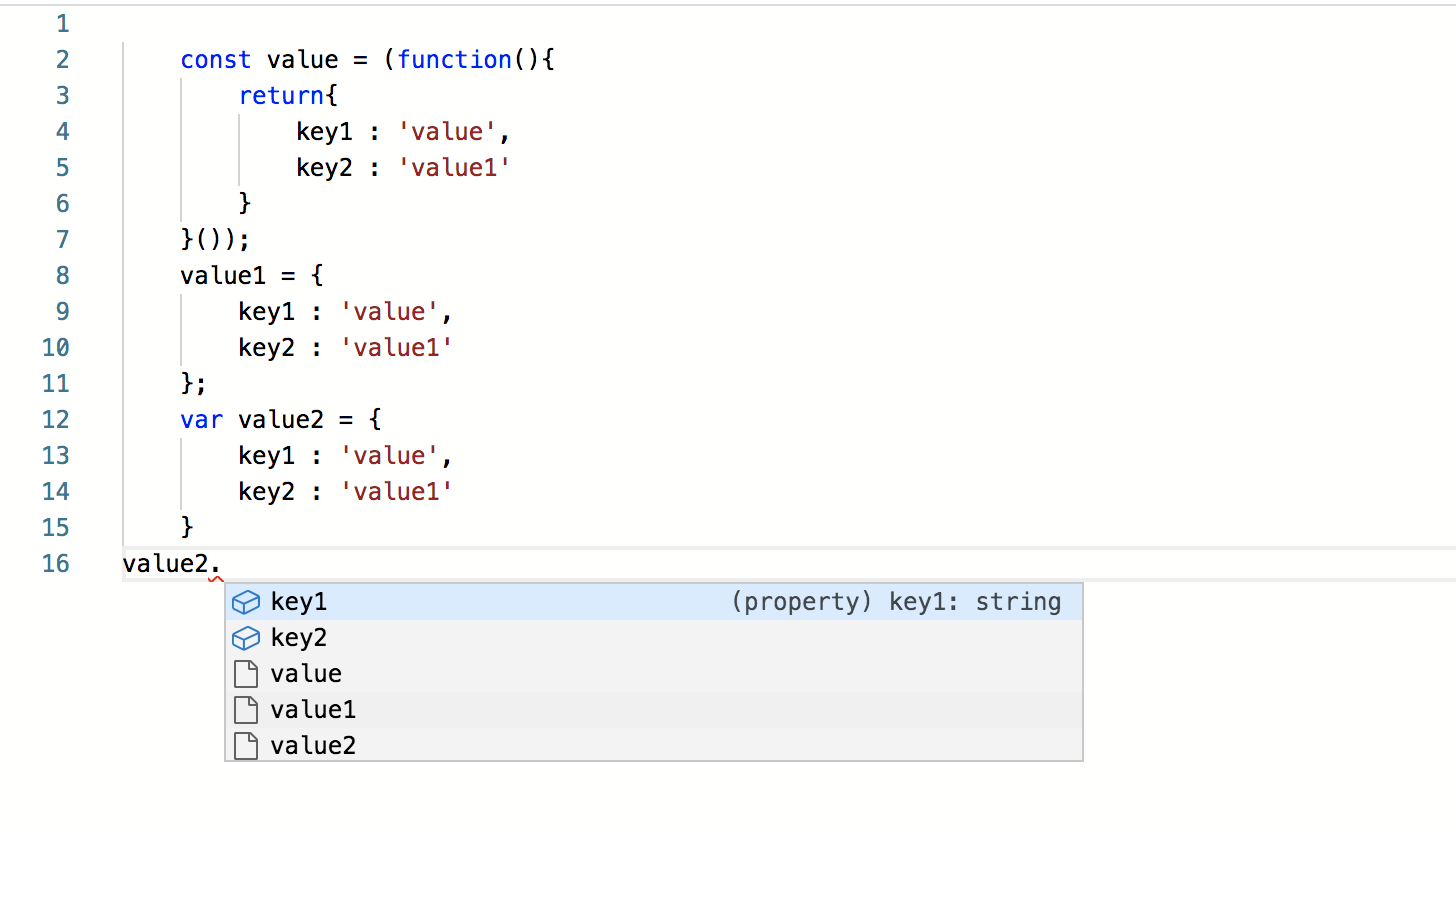 1
2 const value = (function(){
3 return{
4 key1 : 'value',
5 key2 : 'value1'
6 }
7 }());
8 value1 = {
9 key1 : 'value',
10 key2 : 'value1'
11 };
12 var value2 = {
13 key1 : 'value',
14 key2 : 'value1'
15 }
16 value2.
key1 (property) key1: string
key2
value
value1
value2